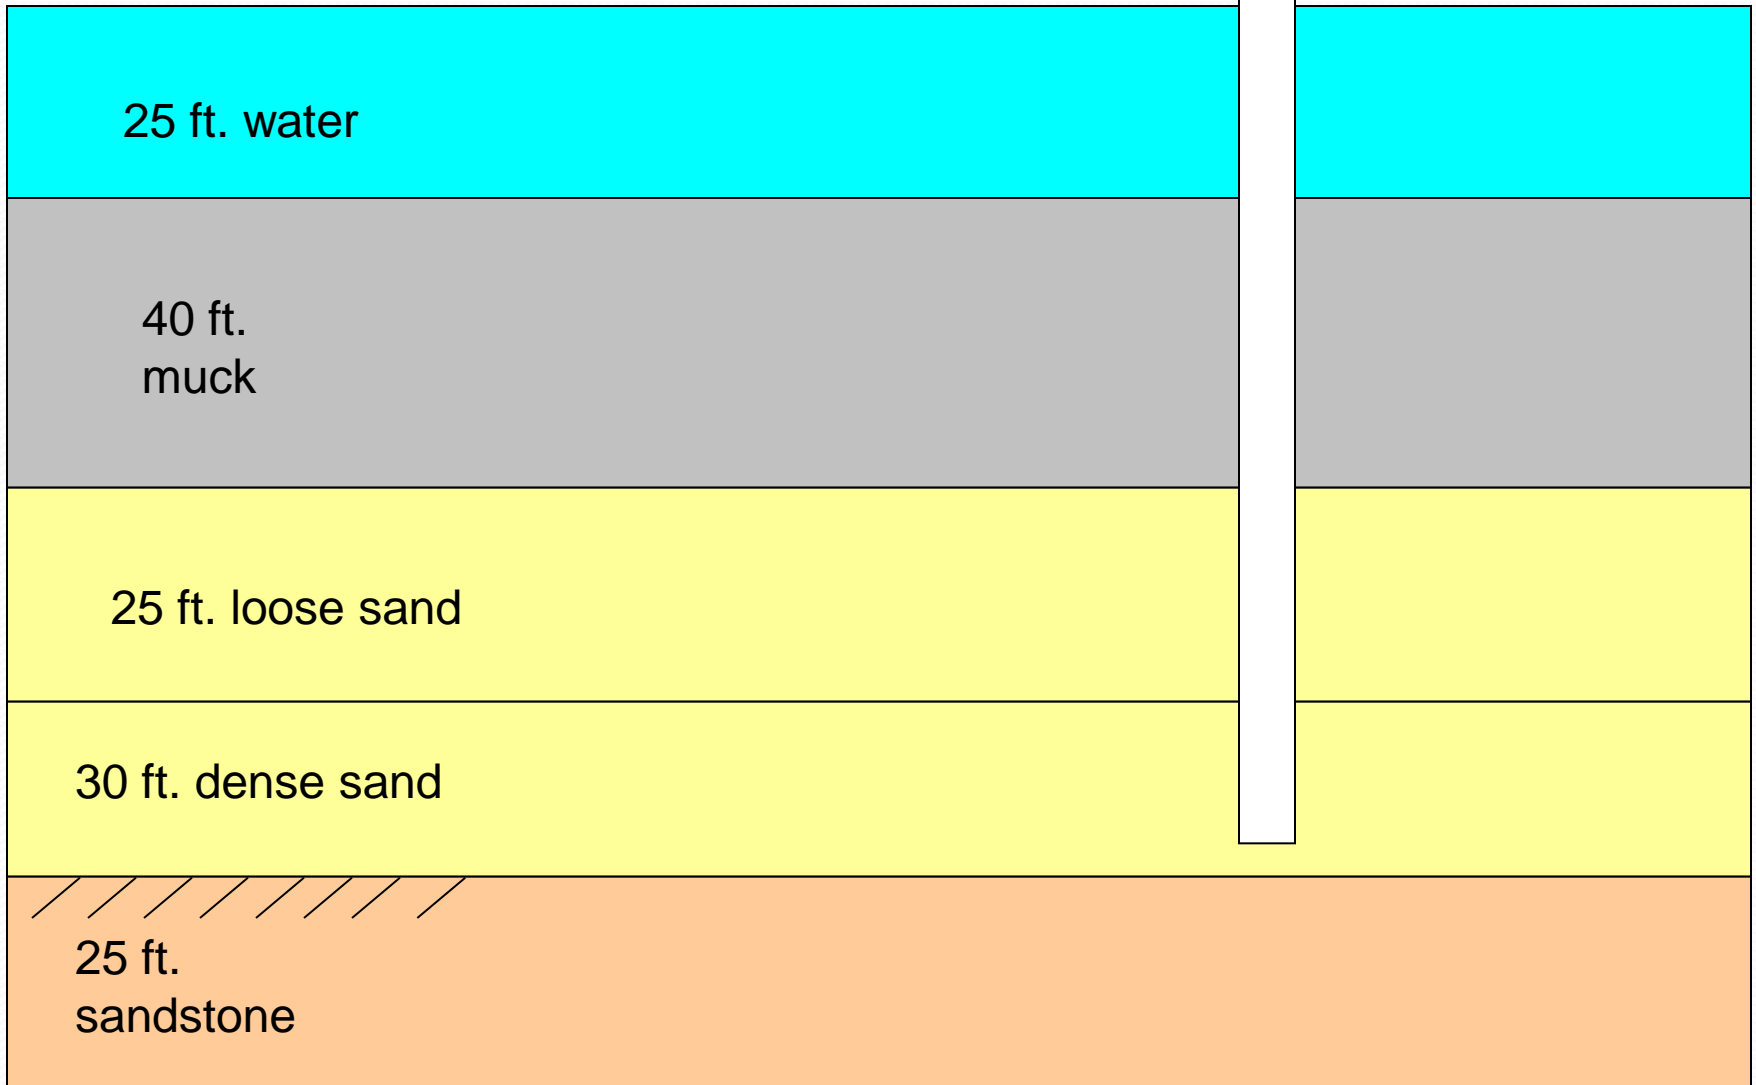 25 ft. water
40 ft.
muck
25 ft. loose sand
30 ft. dense sand
25 ft.
sandstone